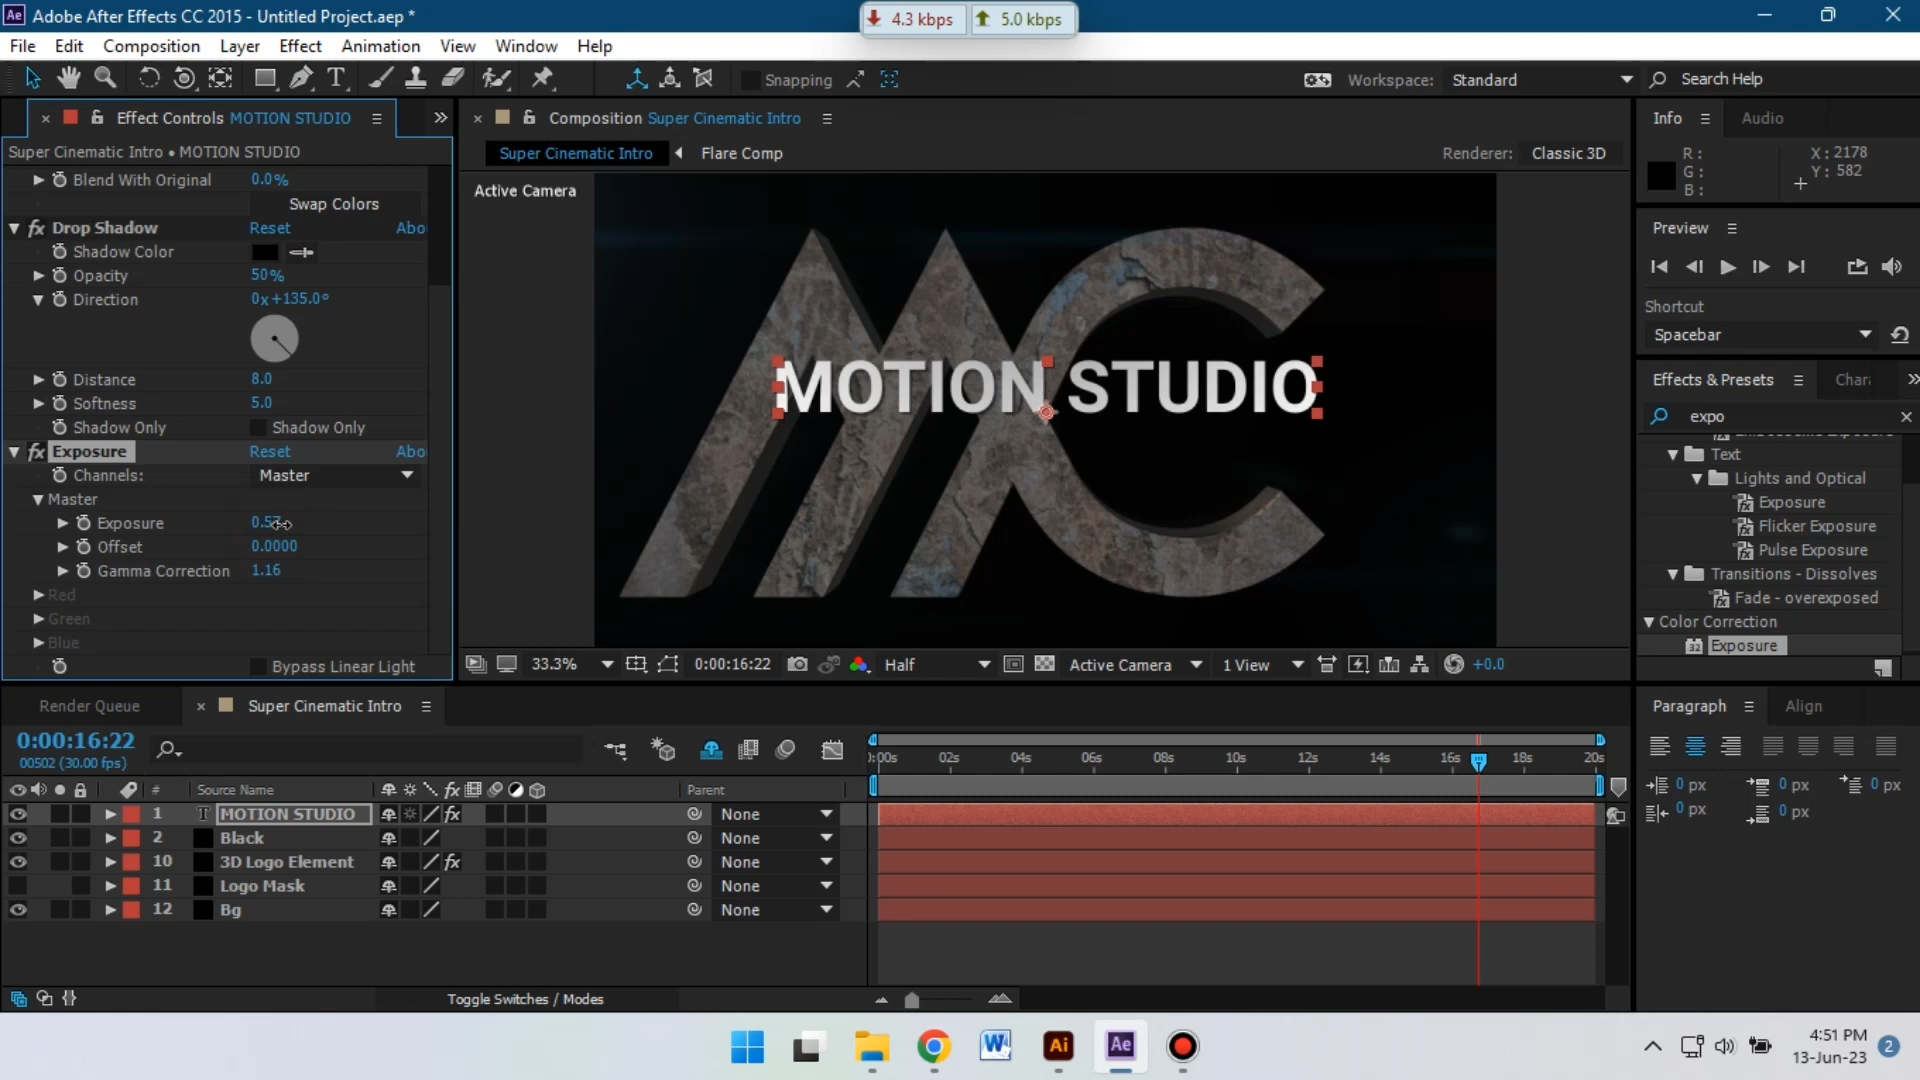 Adobe After Effects CC 2015 - Untitled Project.aep *
4.3 kbps 5.0 kbps
File Edit Composition Layer Effect Animation View Window Help
Snapping
Workspace: Standard
Search Help
Effect Controls MOTION STUDIO
Super Cinematic Intro • MOTION STUDIO
Blend With Original 0.0%
Swap Colors
fx Drop Shadow Reset Abo
Shadow Color
Opacity 50%
Direction 0x+135.0°
Distance 8.0
Softness 5.0
Shadow Only Shadow Only
fx Exposure Reset Abo
Channels: Master
Master
Exposure
Offset 0.0000
Gamma Correction 1.16
Red
Green
Blue
Bypass Linear Light
Composition Super Cinematic Intro
Super Cinematic Intro Flare Comp
Renderer: Classic 3D
Active Camera
MC
MOTION STUDIO
33.3% 0:00:16:22 Half Active Camera 1 View +0.0
Info Audio
R: X: 2178
G: Y: 582
B:
Preview
Shortcut
Spacebar
Effects & Presets Chara
expo
Text
Lights and Optical
Exposure
Flicker Exposure
Pulse Exposure
Transitions - Dissolves
Fade - overexposed
Color Correction
32 Exposure
Render Queue Super Cinematic Intro
0:00:16:22
00502 (30.00 fps)
# Source Name fx Parent
1 T MOTION STUDIO fx None
2 Black None
10 3D Logo Element fx None
11 Logo Mask None
12 Bg None
):00s 02s 04s 06s 08s 10s 12s 14s 16s 18s 20s
Toggle Switches / Modes
Paragraph Align
0 px 0 px 0 px
0 px 0 px
4:51 PM
13-Jun-23
2